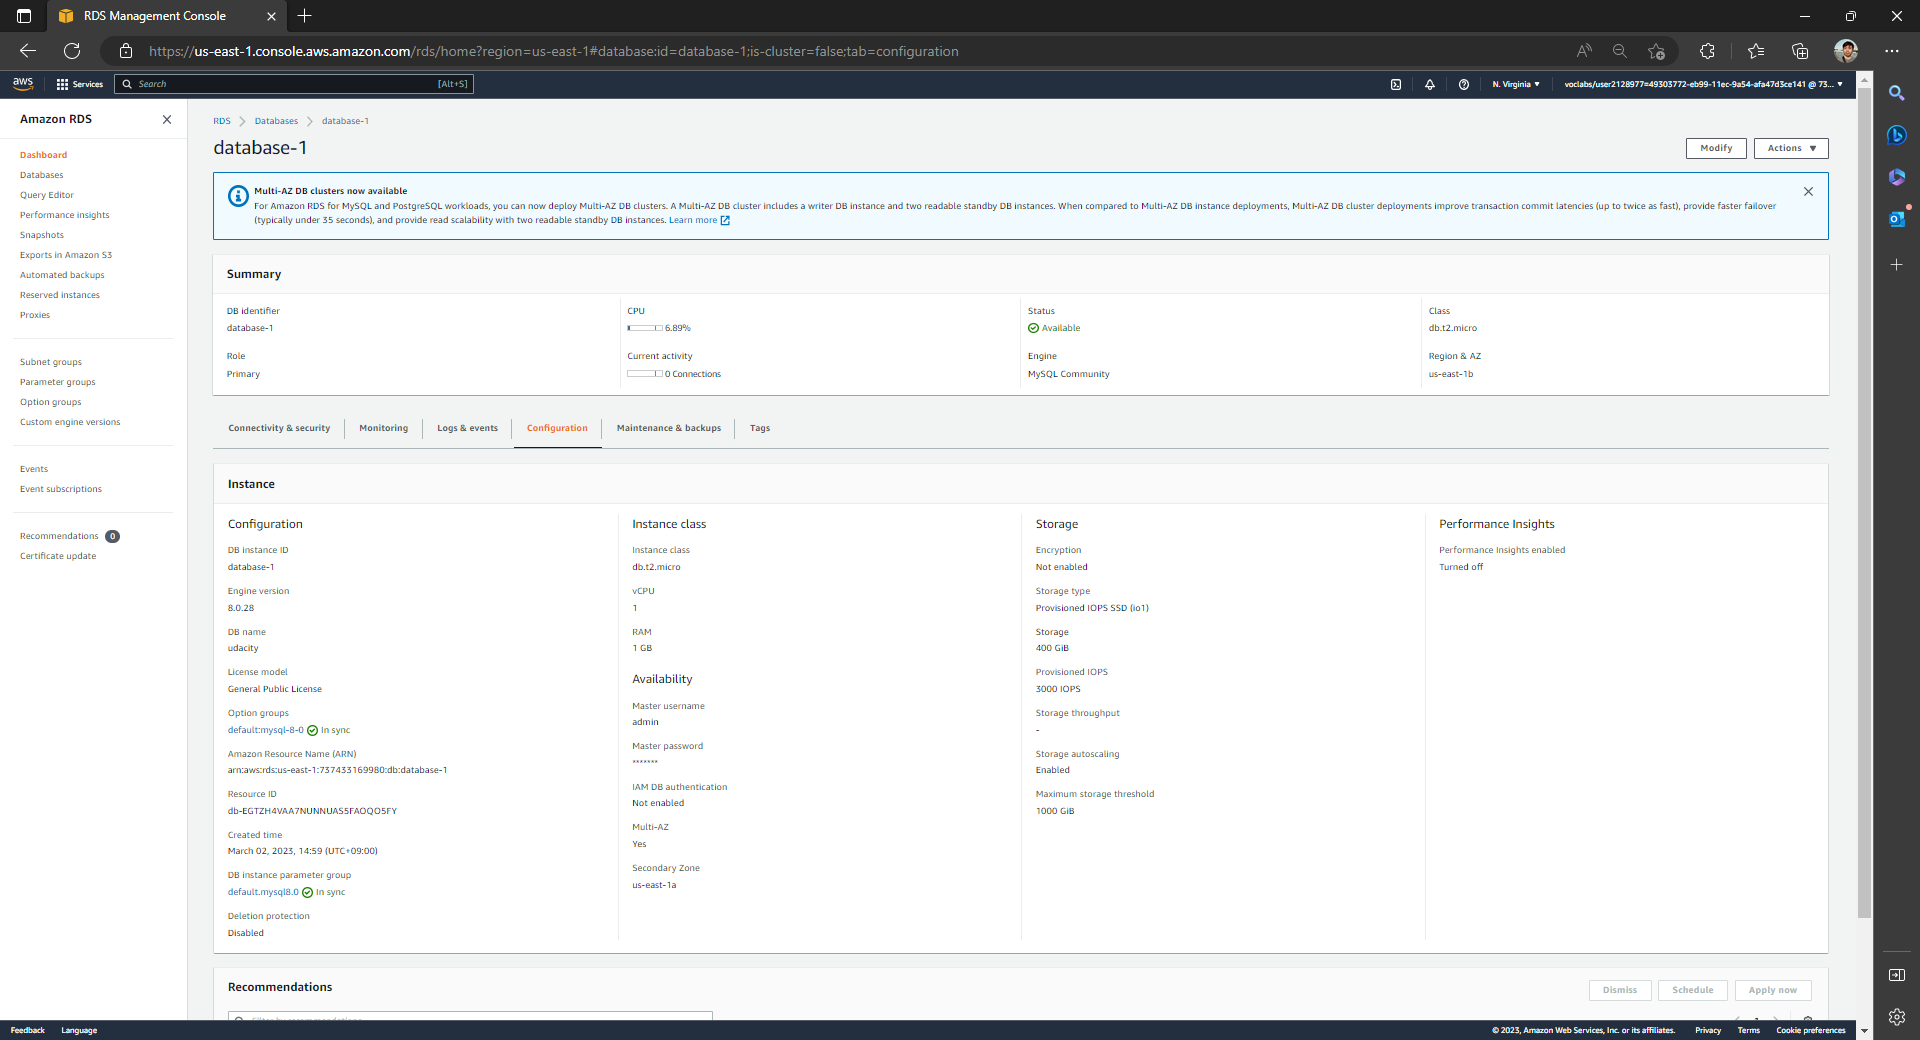 RDS Management Console
https://us-east-1.console.aws.amazon.com/rds/home?region=us-east-1#database:id=database-1;is-cluster=false;tab=configuration
aws
Services
Search
[Alt+S]
N. Virginia
voclabs/user2128977=49303772-eb99-11ec-9a54-afa47d3ce141 @ 73...
Amazon RDS
Dashboard
Databases
Query Editor
Performance insights
Snapshots
Exports in Amazon S3
Automated backups
Reserved instances
Proxies
Subnet groups
Parameter groups
Option groups
Custom engine versions
Events
Event subscriptions
Recommendations 0
Certificate update
RDS
Databases
database-1
database-1
Modify
Actions
Multi-AZ DB clusters now available
For Amazon RDS for MySQL and PostgreSQL workloads, you can now deploy Multi-AZ DB clusters. A Multi-AZ DB cluster includes a writer DB instance and two readable standby DB instances. When compared to Multi-AZ DB instance deployments, Multi-AZ DB cluster deployments improve transaction commit latencies (up to twice as fast), provide faster failover
(typically under 35 seconds), and provide read scalability with two readable standby DB instances. Learn more
Summary
DB identifier
database-1
CPU
6.89%
Status
Available
Class
db.t2.micro
Role
Primary
Current activity
0 Connections
Engine
MySQL Community
Region & AZ
us-east-1b
Connectivity & security
Monitoring
Logs & events
Configuration
Maintenance & backups
Tags
Instance
Configuration
DB instance ID
database-1
Engine version
8.0.28
DB name
udacity
License model
General Public License
Option groups
default:mysql-8-0 In sync
Amazon Resource Name (ARN)
arn:aws:rds:us-east-1:737433169980:db:database-1
Resource ID
db-EGTZH4VAA7NUNNUAS5FAOQO5FY
Created time
March 02, 2023, 14:59 (UTC+09:00)
DB instance parameter group
default.mysql8.0 In sync
Deletion protection
Disabled
Instance class
Instance class
db.t2.micro
vCPU
1
RAM
1 GB
Availability
Master username
admin
Master password
*******
IAM DB authentication
Not enabled
Multi-AZ
Yes
Secondary Zone
us-east-1a
Storage
Encryption
Not enabled
Storage type
Provisioned IOPS SSD (io1)
Storage
400 GiB
Provisioned IOPS
3000 IOPS
Storage throughput
-
Storage autoscaling
Enabled
Maximum storage threshold
1000 GiB
Performance Insights
Performance Insights enabled
Turned off
Recommendations
Dismiss
Schedule
Apply now
Feedback
Language
© 2023, Amazon Web Services, Inc. or its affiliates.
Privacy
Terms
Cookie preferences